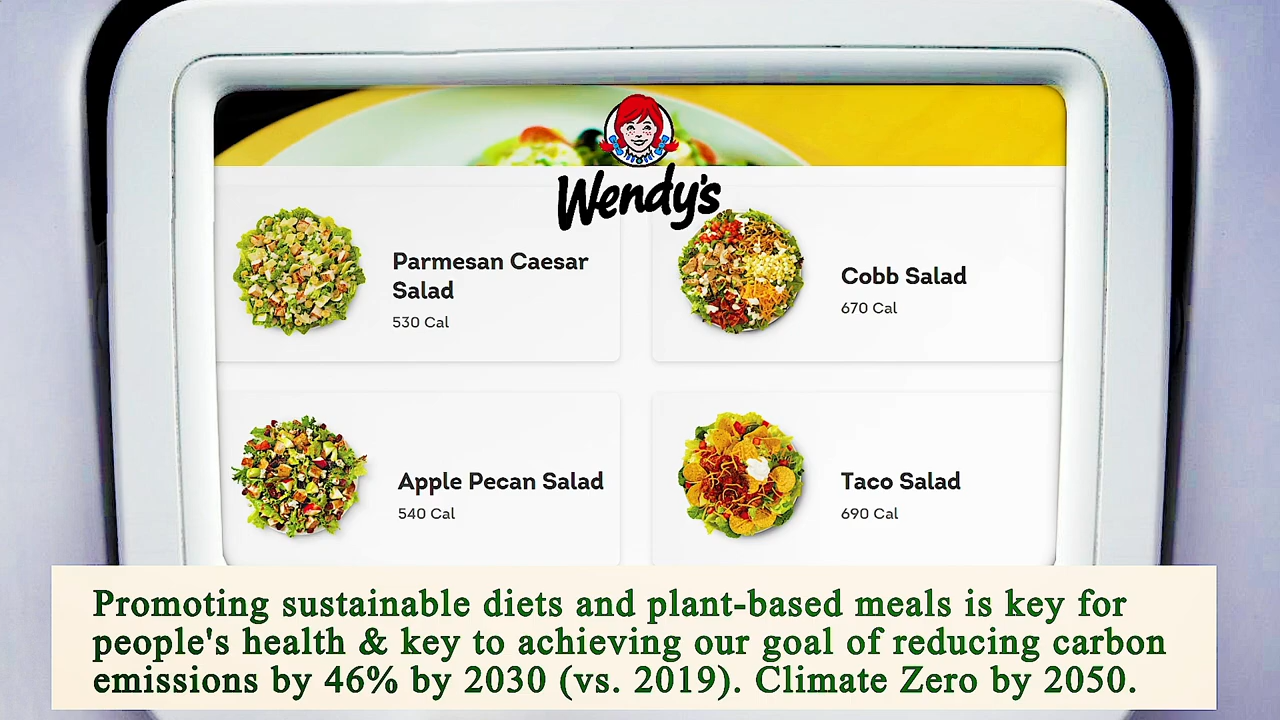 Wendy's
Parmesan Caesar
Salad
530 Cal
Cobb Salad
670 Cal
Apple Pecan Salad
540 Cal
Taco Salad
690 Cal
Promoting sustainable diets and plant-based meals is key for
people's health & key to achieving our goal of reducing carbon
emissions by 46% by 2030 (vs. 2019). Climate Zero by 2050.